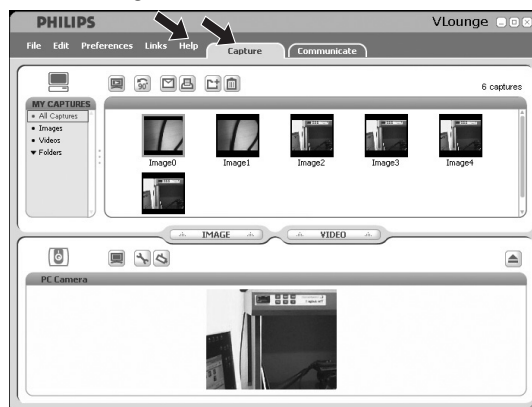 PHILIPS VLounge
File Edit Preferences Links Help Capture Communicate
90°
6 captures
MY CAPTURES
All Captures
Images
Videos
Folders
Image0 Image1 Image2 Image3 Image4
IMAGE VIDEO
PC Camera